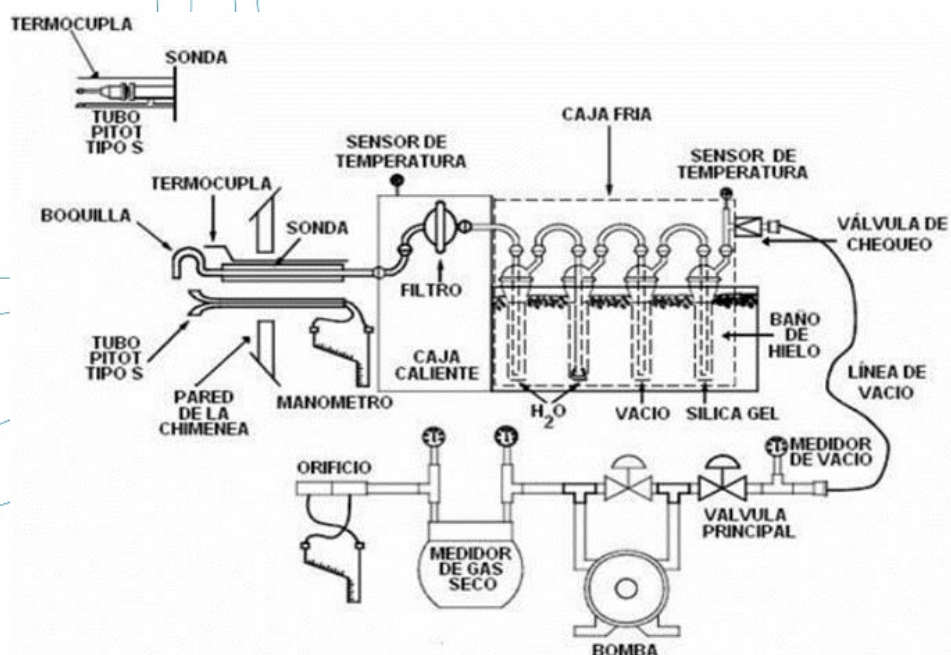 TERMOCUPLA
SONDA
TUBO
PITOT
TIPO S
CAJA FRIA
SENSOR DE
TEMPERATURA
SENSOR DE
TEMPERATURA
TERMOCUPLA
BOQUILLA
SONDA
VÁLVULA DE
CHEQUEO
FILTRO
TUBO
PITOT
TIPO S
CAJA
CALIENTE
BAÑO
DE
HIELO
PARED
DE LA
CHIMENEA
MANOMETRO
H2O
VACIO
SILICA GEL
LÍNEA DE
VACIO
ORIFICIO
MEDIDOR
DE VACIO
VALVULA
PRINCIPAL
MEDIDOR
DE GAS
SECO
BOMBA